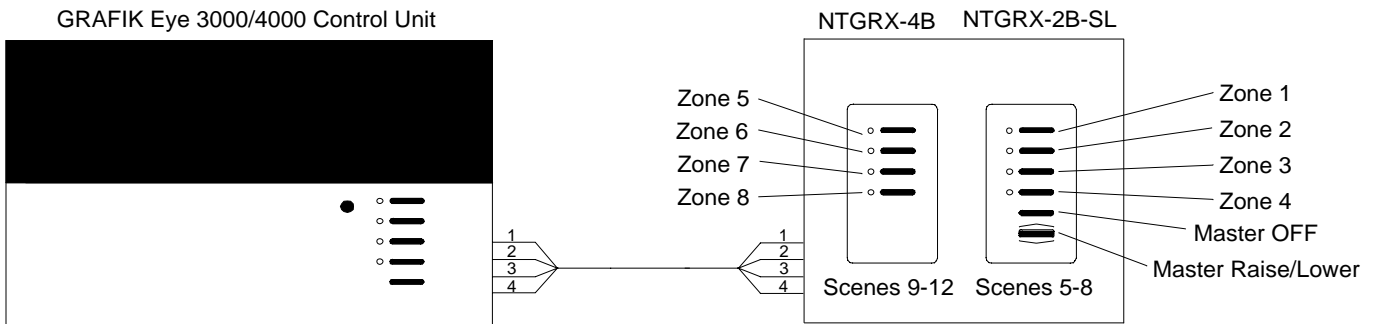 GRAFIK Eye 3000/4000 Control Unit
NTGRX-4B
NTGRX-2B-SL
Zone 5
Zone 6
Zone 7
Zone 8
Zone 1
Zone 2
Zone 3
Zone 4
Master OFF
Master Raise/Lower
1
2
3
4
1
2
3
4
Scenes 9-12
Scenes 5-8